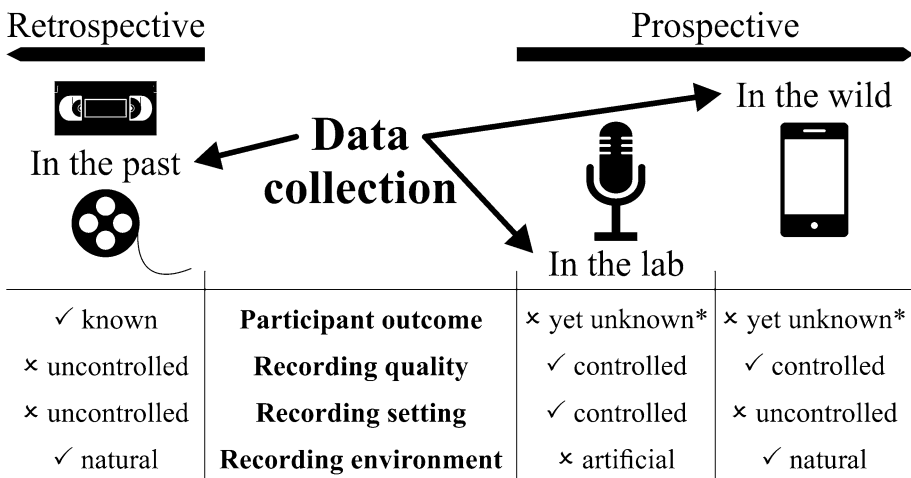 Retrospective
Prospective
In the wild
Data
collection
In the past
In the lab
✓ known
Participant outcome
× yet unknown*
× yet unknown*
× uncontrolled
Recording quality
✓ controlled
✓ controlled
× uncontrolled
Recording setting
✓ controlled
× uncontrolled
✓ natural
Recording environment
× artificial
✓ natural